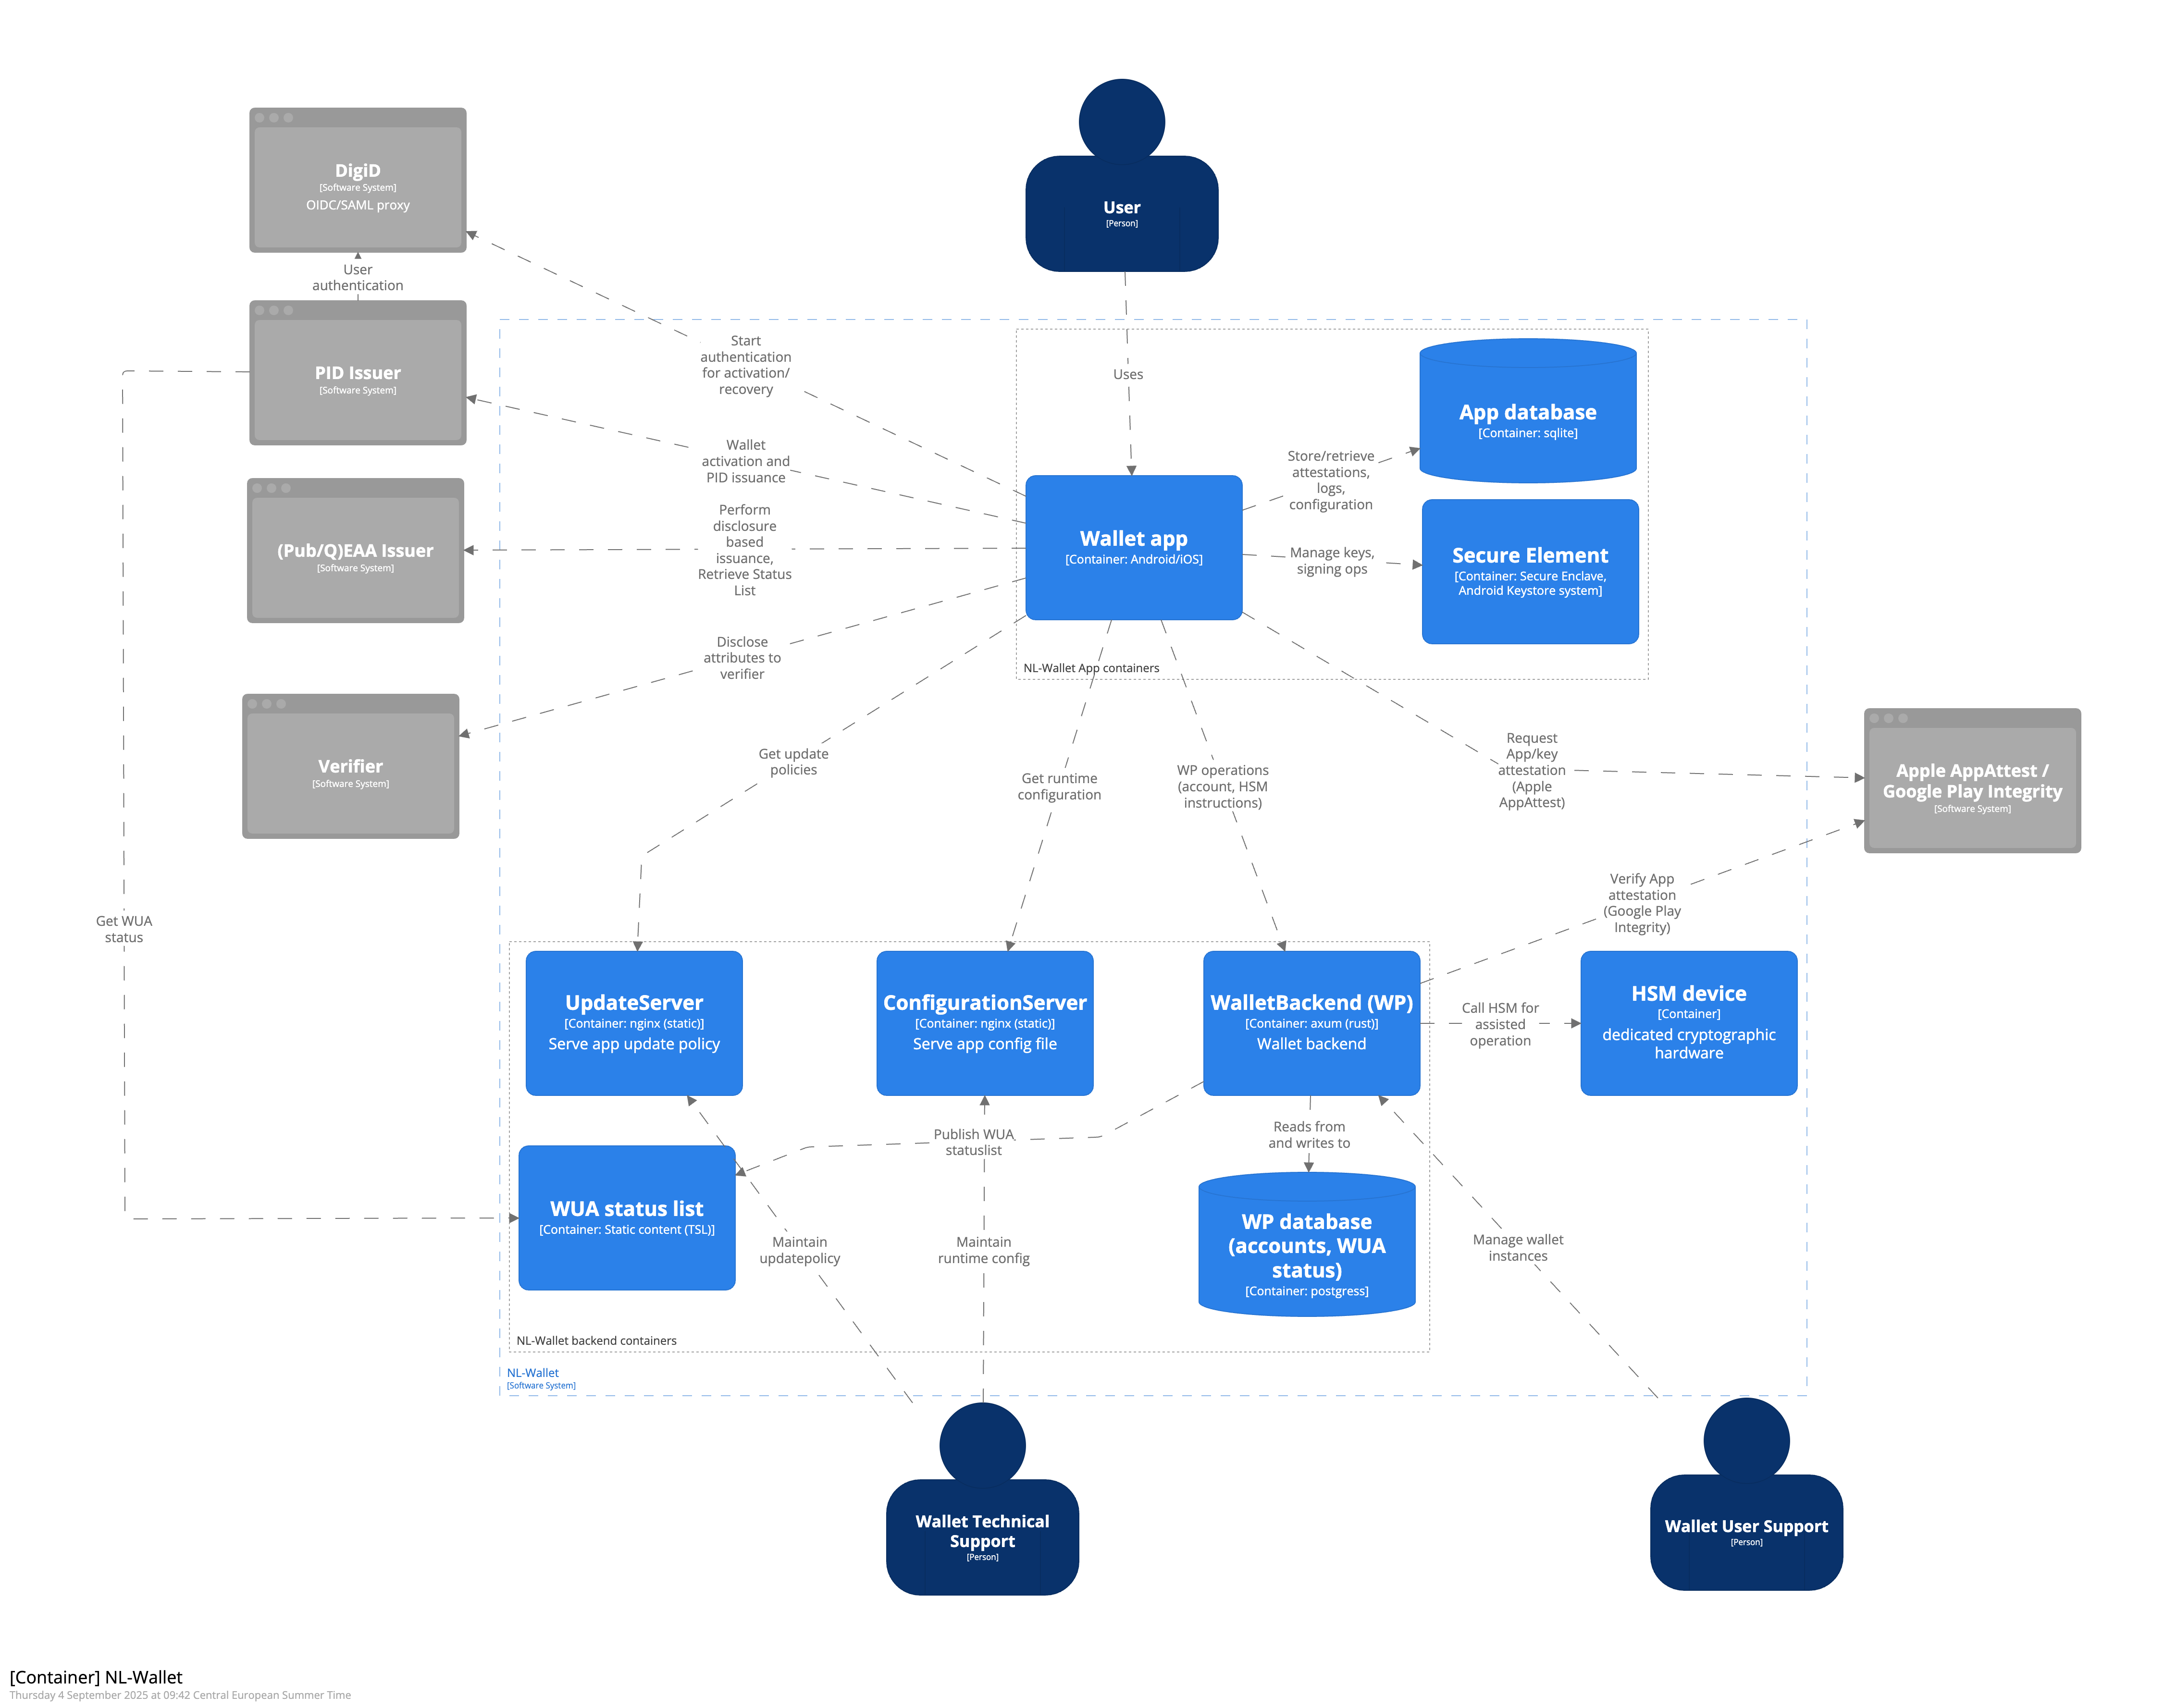 User
[Person]
DigiD
[Software System]
OIDC/SAML proxy
User
authentication
PID Issuer
[Software System]
(Pub/Q)EAA Issuer
[Software System]
Verifier
[Software System]
Start
authentication
for activation/
recovery
Wallet
activation and
PID issuance
Perform
disclosure
based
issuance,
Retrieve Status
List
Disclose
attributes to
verifier
Uses
App database
[Container: sqlite]
Store/retrieve
attestations,
logs,
configuration
Wallet app
[Container: Android/iOS]
Manage keys,
signing ops
Secure Element
[Container: Secure Enclave,
Android Keystore system]
NL-Wallet App containers
Get update
policies
Get runtime
configuration
WP operations
(account, HSM
instructions)
Request
App/key
attestation
(Apple
AppAttest)
Apple AppAttest /
Google Play Integrity
[Software System]
Verify App
attestation
(Google Play
Integrity)
Get WUA
status
UpdateServer
[Container: nginx (static)]
Serve app update policy
ConfigurationServer
[Container: nginx (static)]
Serve app config file
WalletBackend (WP)
[Container: axum (rust)]
Wallet backend
Call HSM for
assisted
operation
HSM device
[Container]
dedicated cryptographic
hardware
Publish WUA
statuslist
Reads from
and writes to
WUA status list
[Container: Static content (TSL)]
Maintain
updatepolicy
Maintain
runtime config
WP database
(accounts, WUA
status)
[Container: postgress]
Manage wallet
instances
NL-Wallet backend containers
NL-Wallet
[Software System]
Wallet Technical
Support
[Person]
Wallet User Support
[Person]
[Container] NL-Wallet
Thursday 4 September 2025 at 09:42 Central European Summer Time